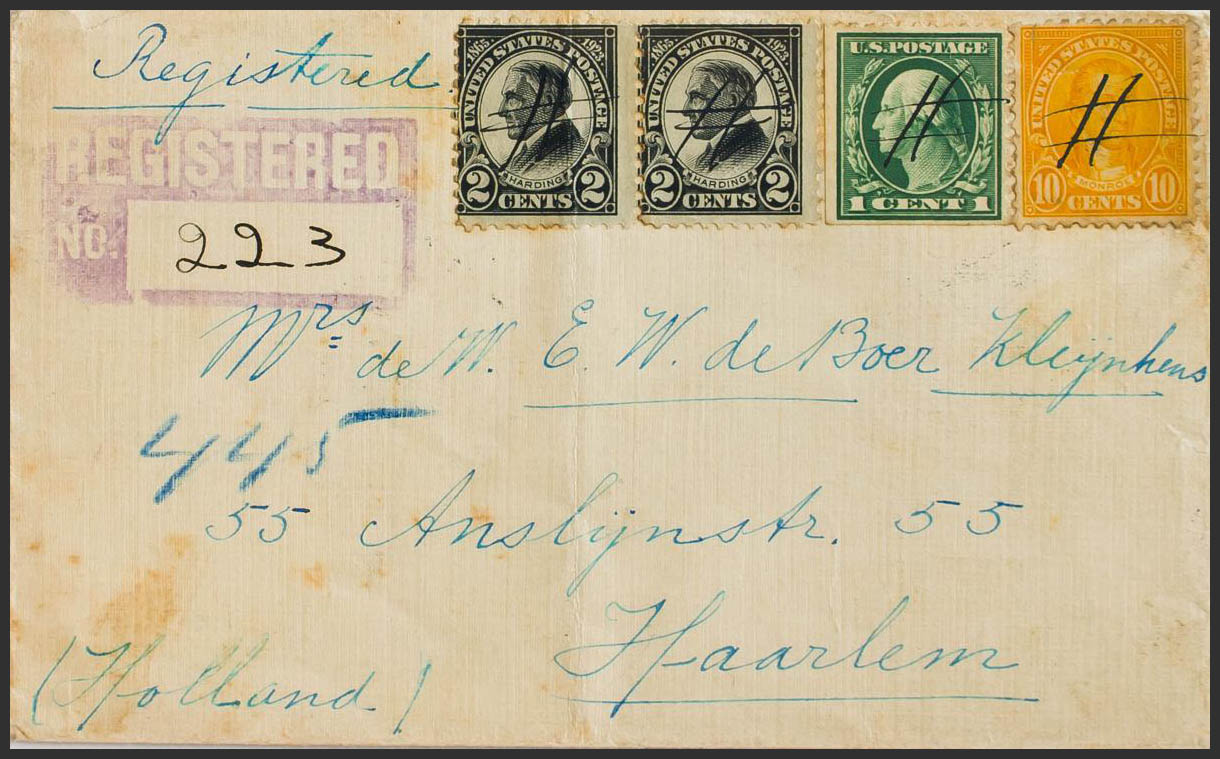 Registered
REGISTERED
NO. 223
1865 UNITED STATES POSTAGE 1923
HARDING
2 CENTS 2
1865 UNITED STATES POSTAGE 1923
HARDING
2 CENTS 2
U.S. POSTAGE
1 CENT 1
UNITED STATES POSTAGE
MONROE
10 CENTS 10
Mrs de W. E. W. de Boer Kleijnhens
445
55 Anslijnstr. 55
Haarlem
(Holland)